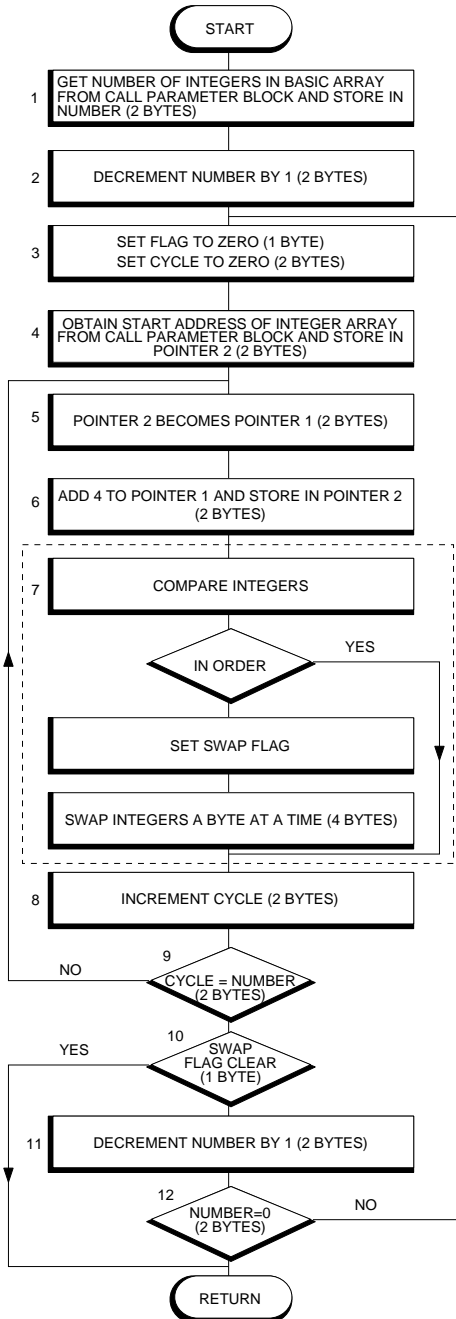 START
1
GET NUMBER OF INTEGERS IN BASIC ARRAY
FROM CALL PARAMETER BLOCK AND STORE IN
NUMBER (2 BYTES)
2
DECREMENT NUMBER BY 1 (2 BYTES)
3
SET FLAG TO ZERO (1 BYTE)
SET CYCLE TO ZERO (2 BYTES)
4
OBTAIN START ADDRESS OF INTEGER ARRAY
FROM CALL PARAMETER BLOCK AND STORE IN
POINTER 2 (2 BYTES)
5
POINTER 2 BECOMES POINTER 1 (2 BYTES)
6
ADD 4 TO POINTER 1 AND STORE IN POINTER 2
(2 BYTES)
7
COMPARE INTEGERS
IN ORDER
YES
SET SWAP FLAG
SWAP INTEGERS A BYTE AT A TIME (4 BYTES)
8
INCREMENT CYCLE (2 BYTES)
9
NO
CYCLE = NUMBER
(2 BYTES)
10
YES
SWAP
FLAG CLEAR
(1 BYTE)
11
DECREMENT NUMBER BY 1 (2 BYTES)
12
NUMBER=0
(2 BYTES)
NO
RETURN